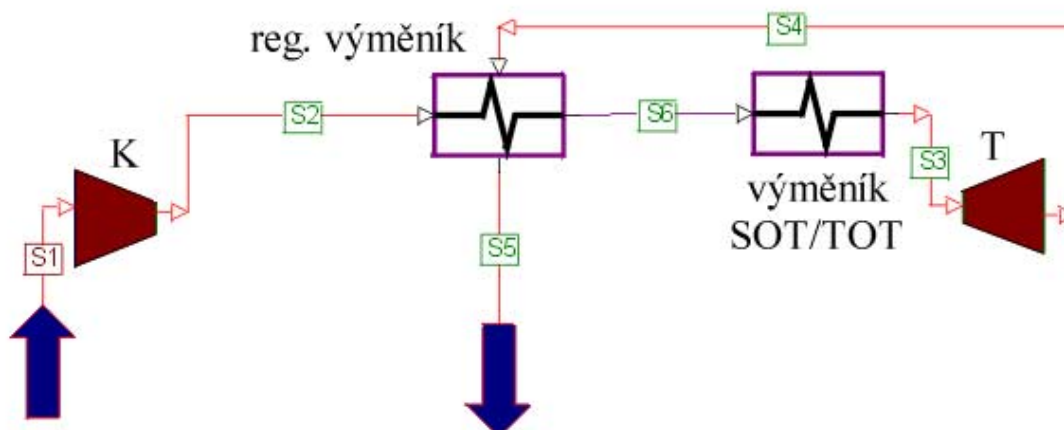 S4
reg. výměník
S2
S6
K
S3
T
výměník
SOT/TOT
S1
S5